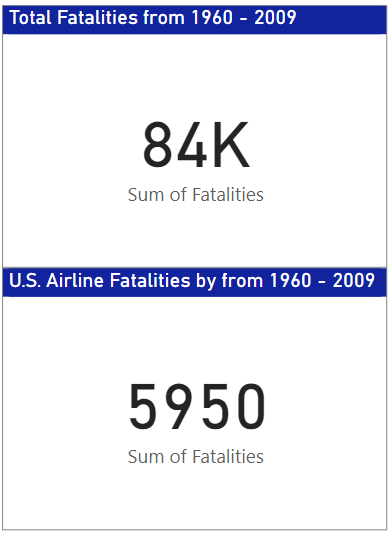 Total Fatalities from 1960 - 2009
84K
Sum of Fatalities
U.S. Airline Fatalities by from 1960 - 2009
5950
Sum of Fatalities